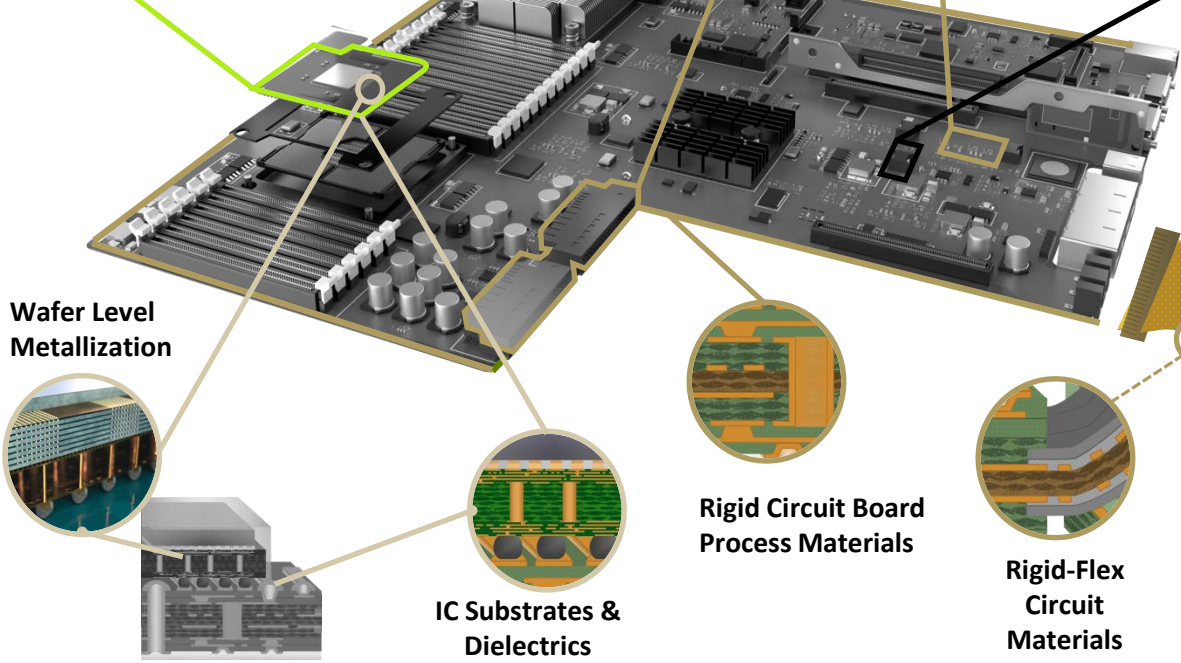 Wafer Level
Metallization
IC Substrates &
Dielectrics
Rigid Circuit Board
Process Materials
Rigid-Flex
Circuit
Materials